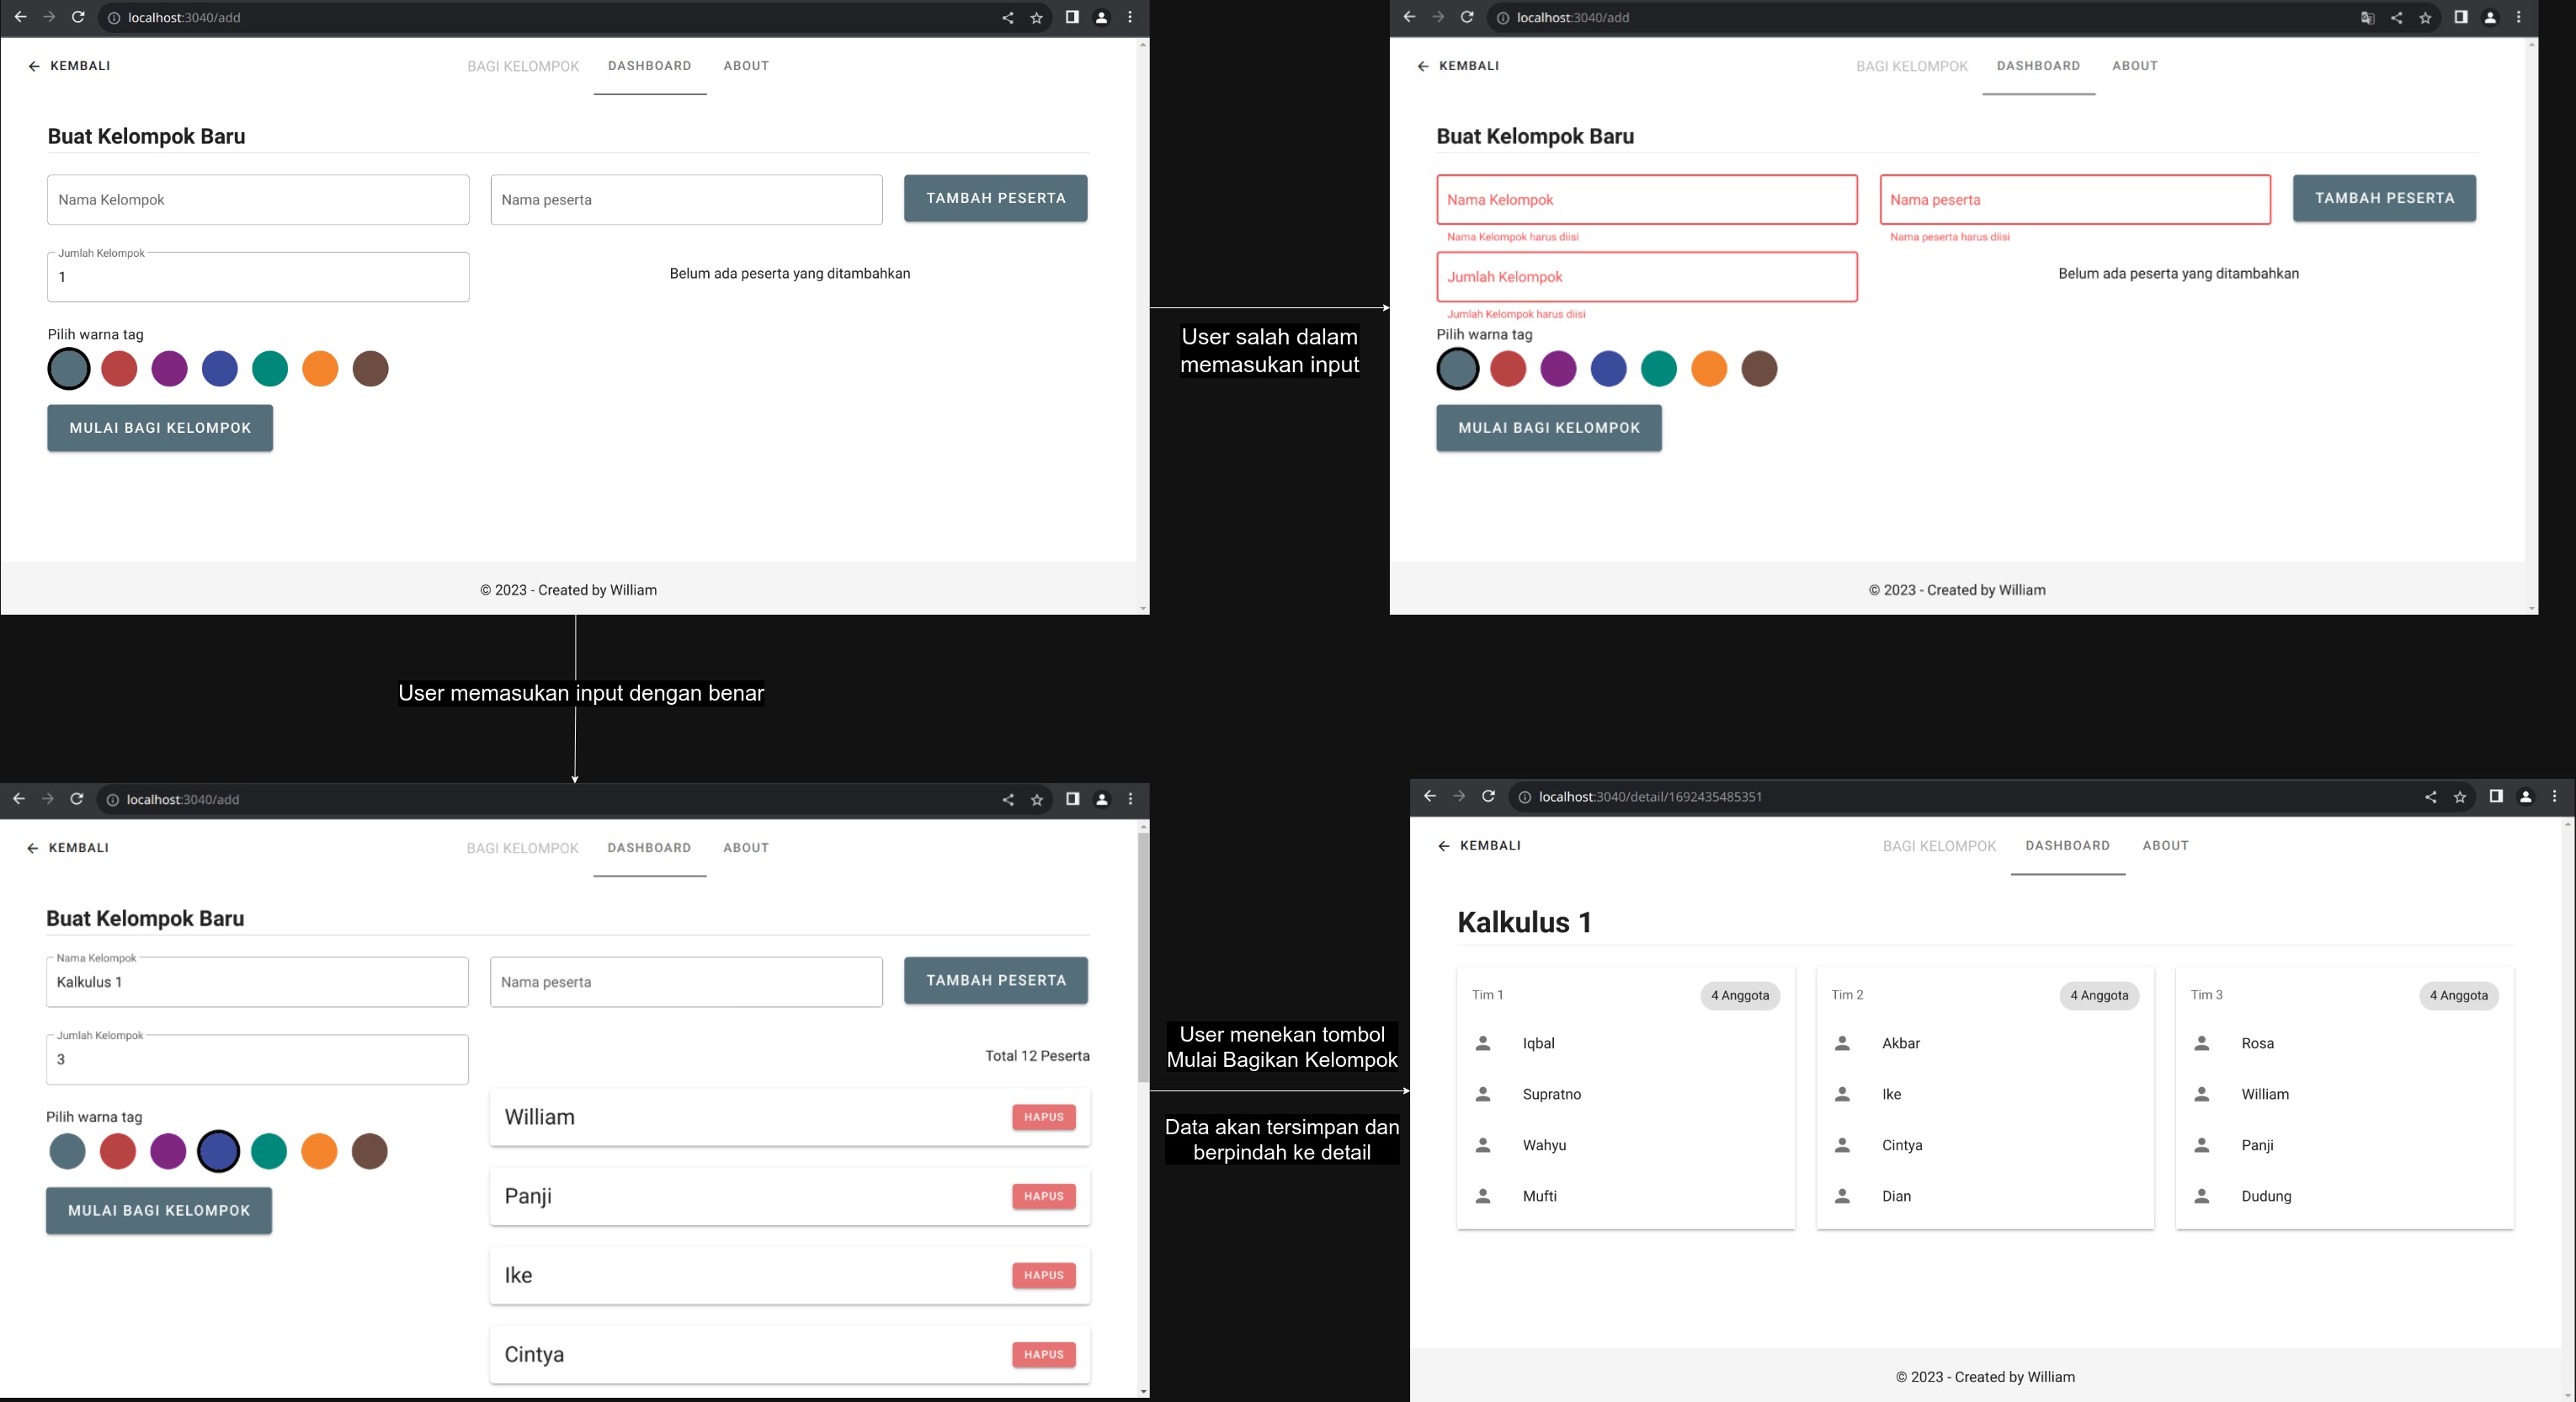 localhost:3040/add
KEMBALI
BAGI KELOMPOK DASHBOARD ABOUT
Buat Kelompok Baru
Nama Kelompok
Nama peserta
TAMBAH PESERTA
Jumlah Kelompok
1
Belum ada peserta yang ditambahkan
Pilih warna tag
MULAI BAGI KELOMPOK
© 2023 - Created by William
User salah dalam
memasukan input
localhost:3040/add
KEMBALI
BAGI KELOMPOK DASHBOARD ABOUT
Buat Kelompok Baru
Nama Kelompok
Nama peserta
TAMBAH PESERTA
Nama Kelompok harus diisi
Nama peserta harus diisi
Jumlah Kelompok
Belum ada peserta yang ditambahkan
Jumlah Kelompok harus diisi
Pilih warna tag
MULAI BAGI KELOMPOK
© 2023 - Created by William
User memasukan input dengan benar
localhost:3040/add
KEMBALI
BAGI KELOMPOK DASHBOARD ABOUT
Buat Kelompok Baru
Nama Kelompok
Kalkulus 1
Nama peserta
TAMBAH PESERTA
Jumlah Kelompok
3
Total 12 Peserta
Pilih warna tag
MULAI BAGI KELOMPOK
William HAPUS
Panji HAPUS
Ike HAPUS
Cintya HAPUS
User menekan tombol
Mulai Bagikan Kelompok
Data akan tersimpan dan
berpindah ke detail
localhost:3040/detail/1692435485351
KEMBALI
BAGI KELOMPOK DASHBOARD ABOUT
Kalkulus 1
Tim 1 4 Anggota
Iqbal
Supratno
Wahyu
Mufti
Tim 2 4 Anggota
Akbar
Ike
Cintya
Dian
Tim 3 4 Anggota
Rosa
William
Panji
Dudung
© 2023 - Created by William